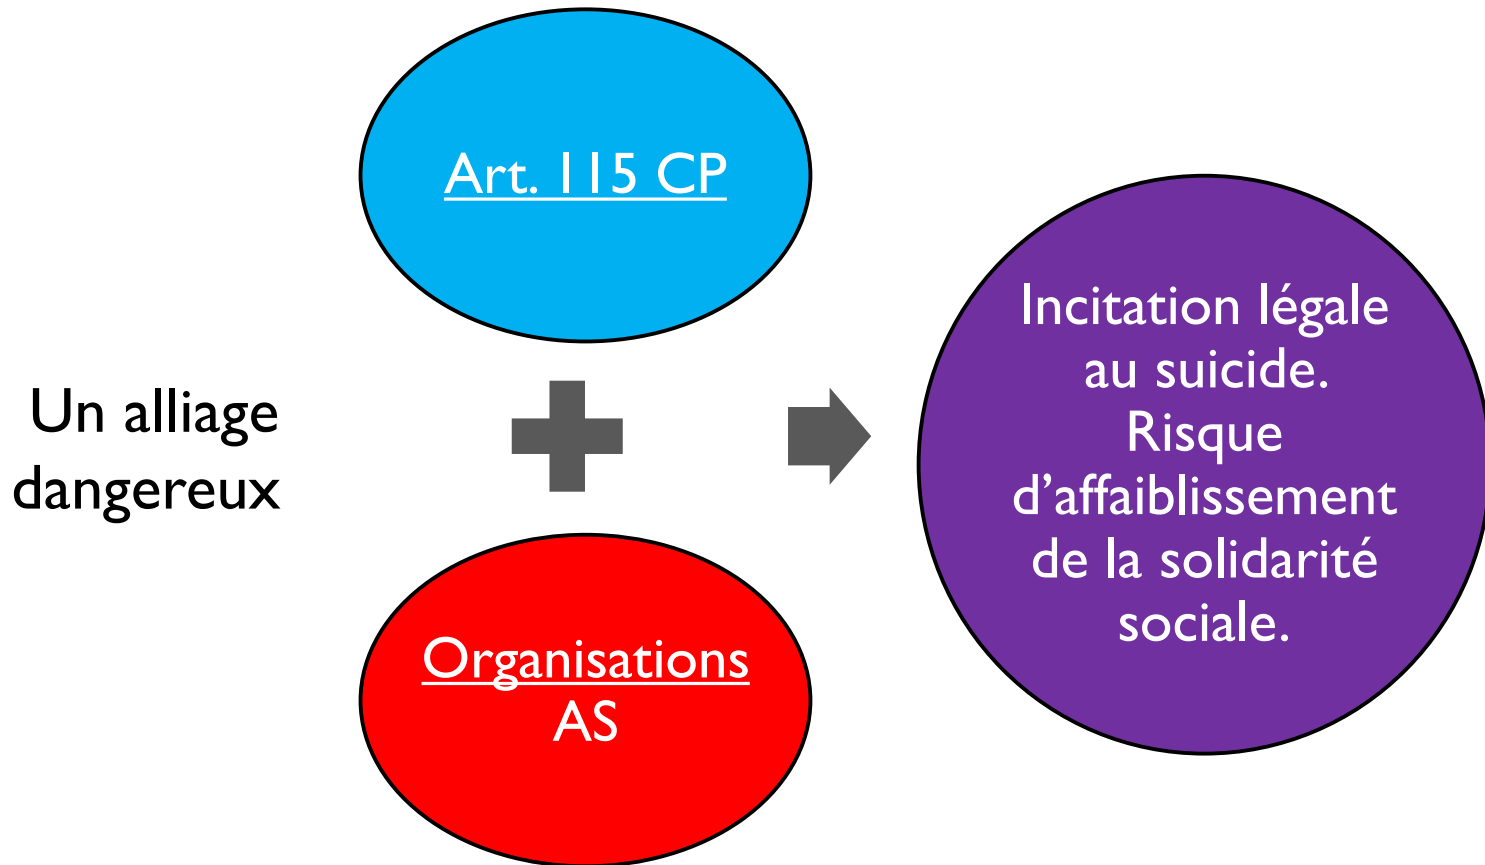 Un alliage
dangereux
Art. 115 CP
Organisations
AS
Incitation légale
au suicide.
Risque
d’affaiblissement
de la solidarité
sociale.